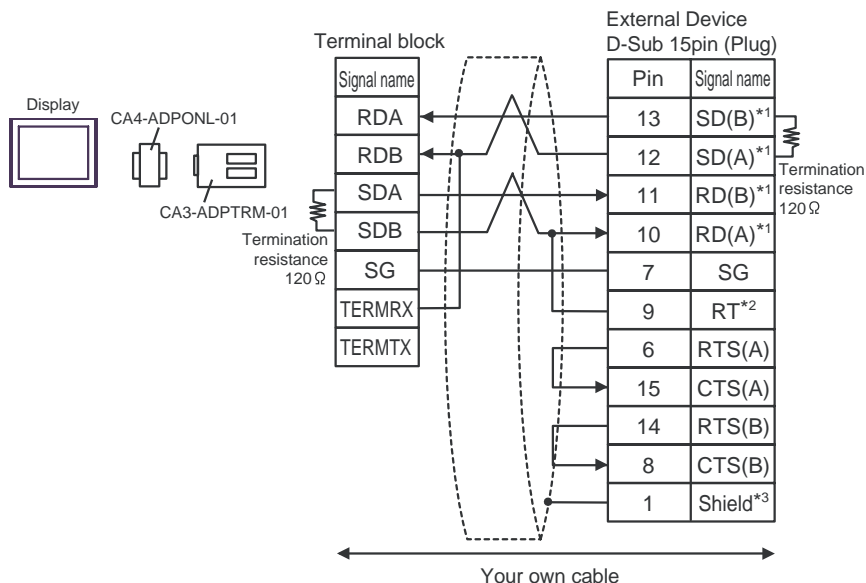 External Device
D-Sub 15pin (Plug)
Terminal block
Display
CA4-ADPONL-01
CA3-ADPTRM-01
Signal name
RDA
RDB
SDA
SDB
SG
TERMRX
TERMTX
Termination
resistance
120Ω
Pin Signal name
13 SD(B)*1
12 SD(A)*1
11 RD(B)*1
10 RD(A)*1
7 SG
9 RT*2
6 RTS(A)
15 CTS(A)
14 RTS(B)
8 CTS(B)
1 Shield*3
Termination
resistance
120Ω
Your own cable